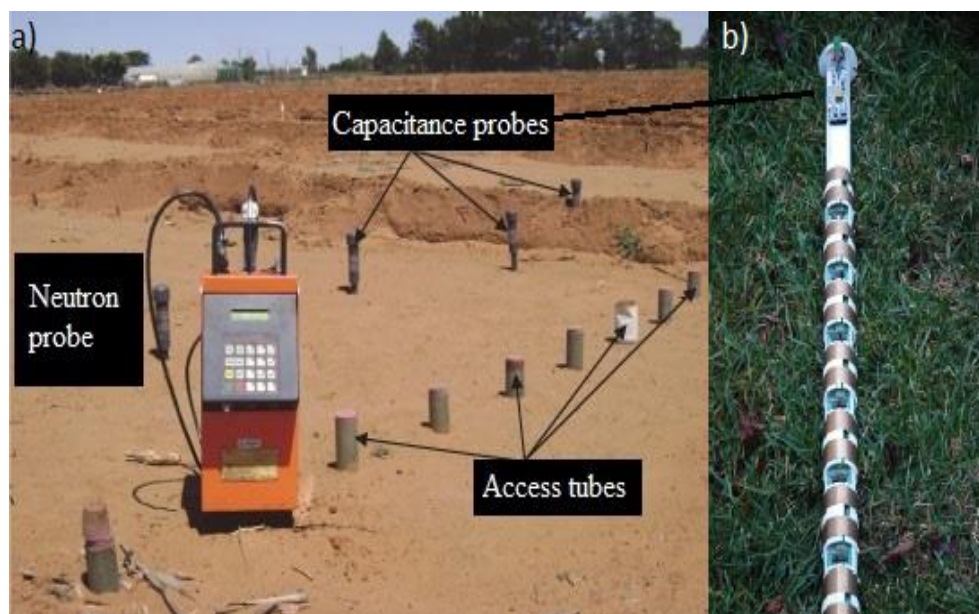 a)
b)
Capacitance probes
Neutron
probe
Access tubes